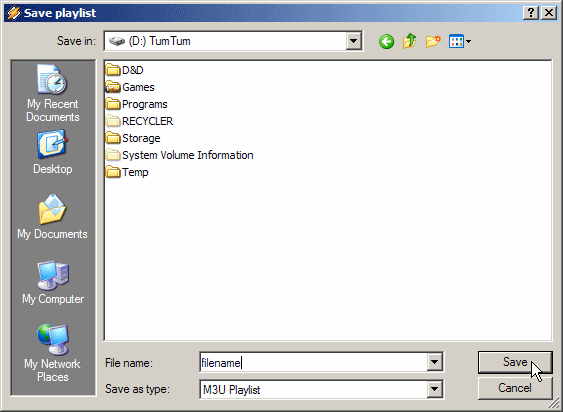 Save playlist
Save in:
(D:) TumTum
My Recent
Documents
Desktop
My Documents
My Computer
My Network
Places
D&D
Games
Programs
RECYCLER
Storage
System Volume Information
Temp
File name:
filename
Save
Save as type:
M3U Playlist
Cancel